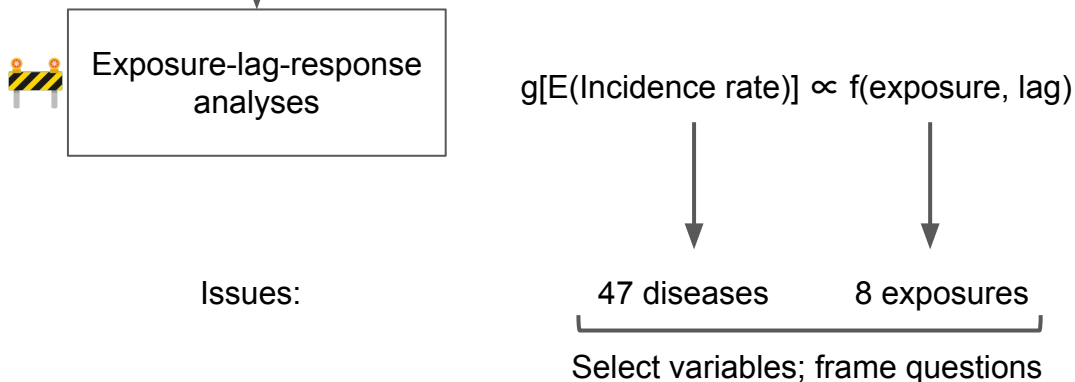 Exposure-lag-response
analyses
g[E(Incidence rate)] ∝ f(exposure, lag)
Issues:
47 diseases
8 exposures
Select variables; frame questions